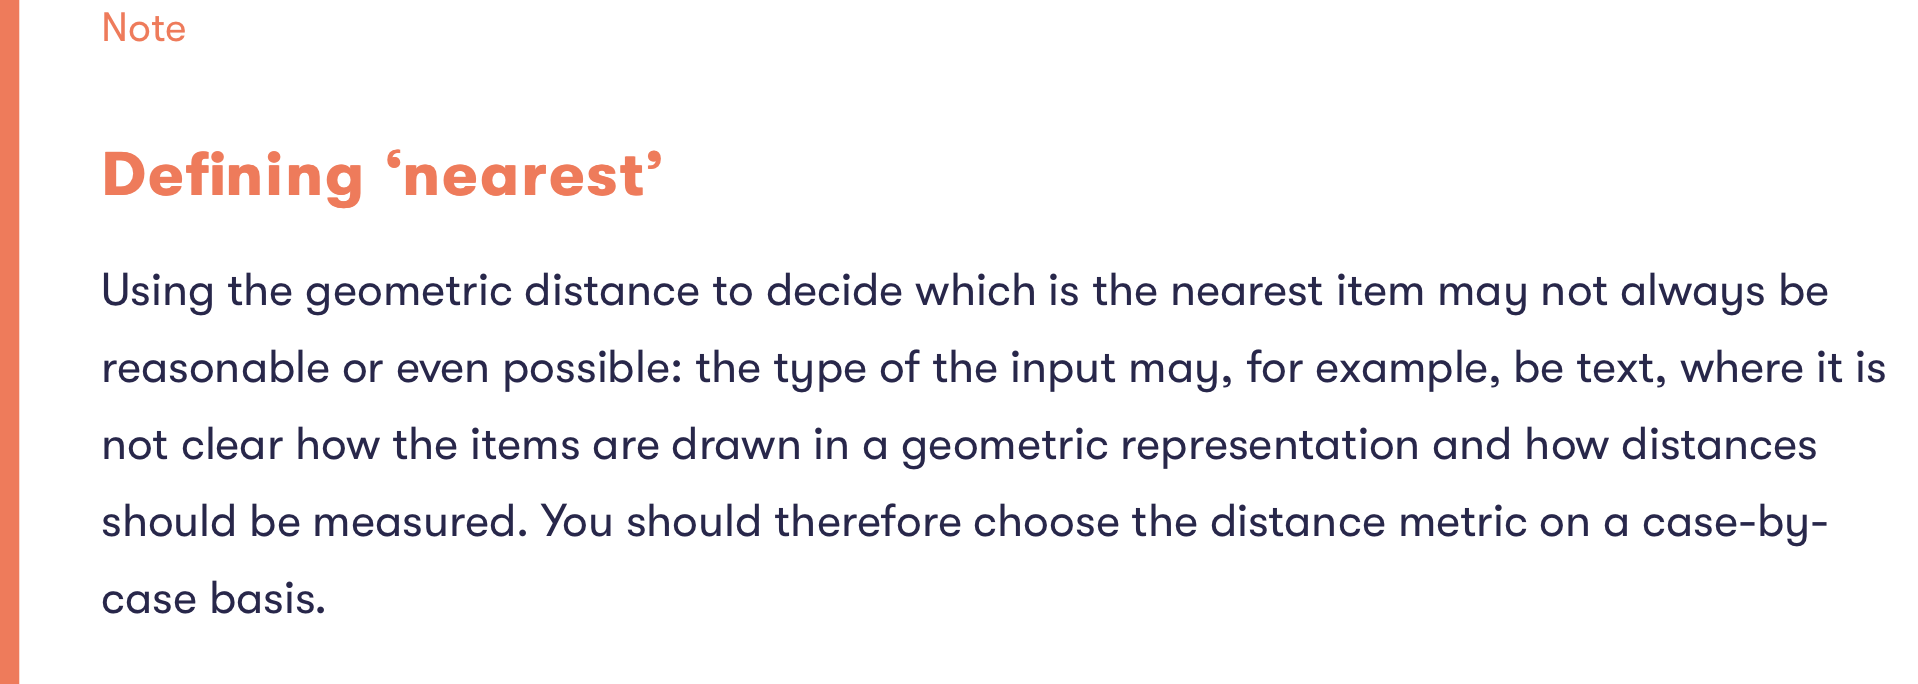 Note
Defining ‘nearest’
Using the geometric distance to decide which is the nearest item may not always be
reasonable or even possible: the type of the input may, for example, be text, where it is
not clear how the items are drawn in a geometric representation and how distances
should be measured. You should therefore choose the distance metric on a case-by-
case basis.